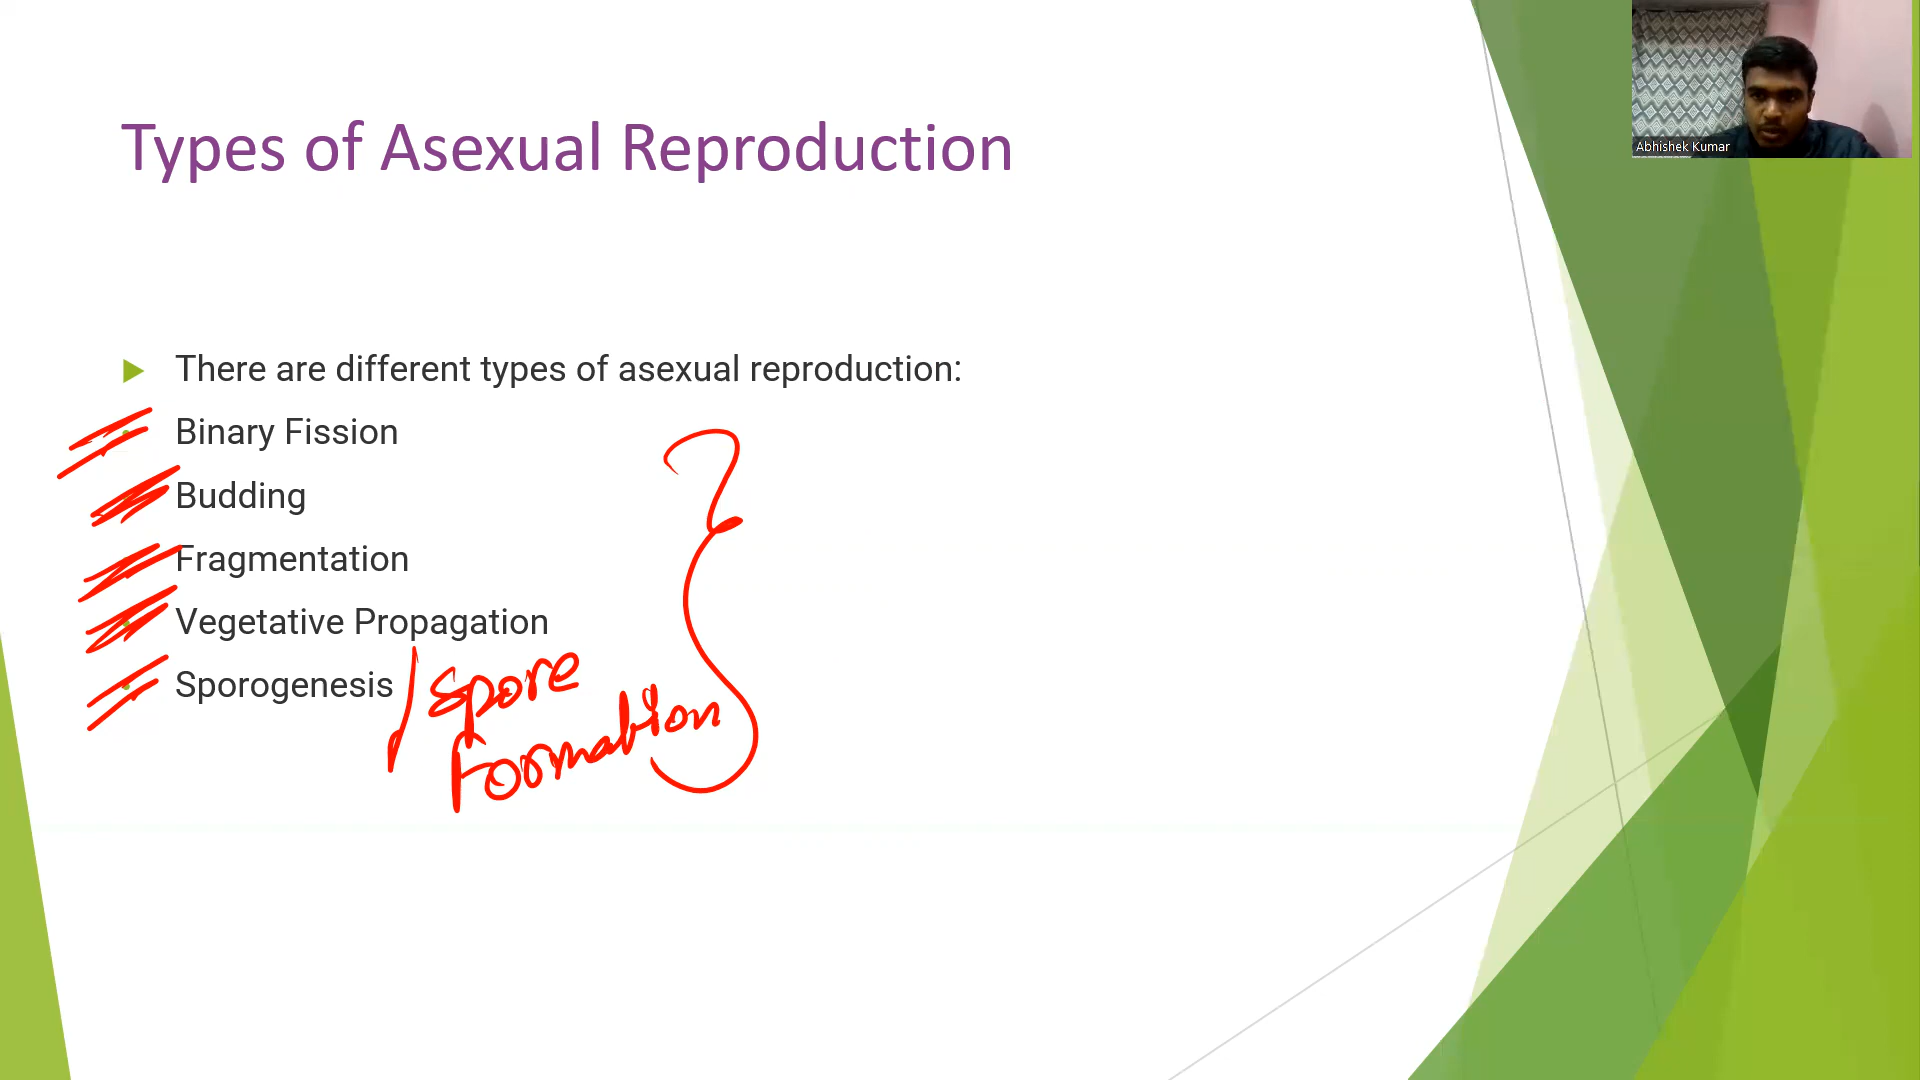 Abhishek Kumar
Types of Asexual Reproduction
There are different types of asexual reproduction:
Binary Fission
Budding
Fragmentation
Vegetative Propagation
Sporogenesis / Spore
Formation